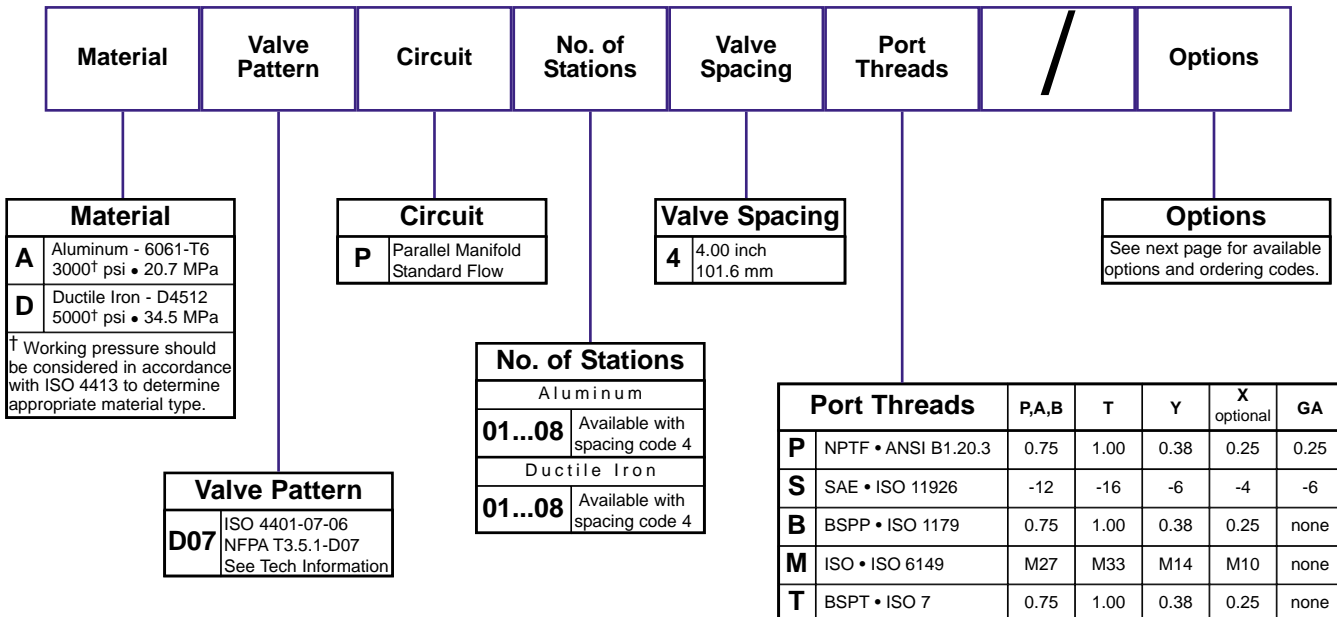 Material
Valve
Pattern
Circuit
No. of
Stations
Valve
Spacing
Port
Threads
/
Options
Material
A Aluminum - 6061-T6
3000† psi • 20.7 MPa
D Ductile Iron - D4512
5000† psi • 34.5 MPa
† Working pressure should
be considered in accordance
with ISO 4413 to determine
appropriate material type.
Valve Pattern
D07 ISO 4401-07-06
NFPA T3.5.1-D07
See Tech Information
Circuit
P Parallel Manifold
Standard Flow
No. of Stations
Aluminum
01...08 Available with
spacing code 4
Ductile Iron
01...08 Available with
spacing code 4
Valve Spacing
4 4.00 inch
101.6 mm
Port Threads P,A,B T Y X optional GA
P NPTF • ANSI B1.20.3 0.75 1.00 0.38 0.25 0.25
S SAE • ISO 11926 -12 -16 -6 -4 -6
B BSPP • ISO 1179 0.75 1.00 0.38 0.25 none
M ISO • ISO 6149 M27 M33 M14 M10 none
T BSPT • ISO 7 0.75 1.00 0.38 0.25 none
Options
See next page for available
options and ordering codes.